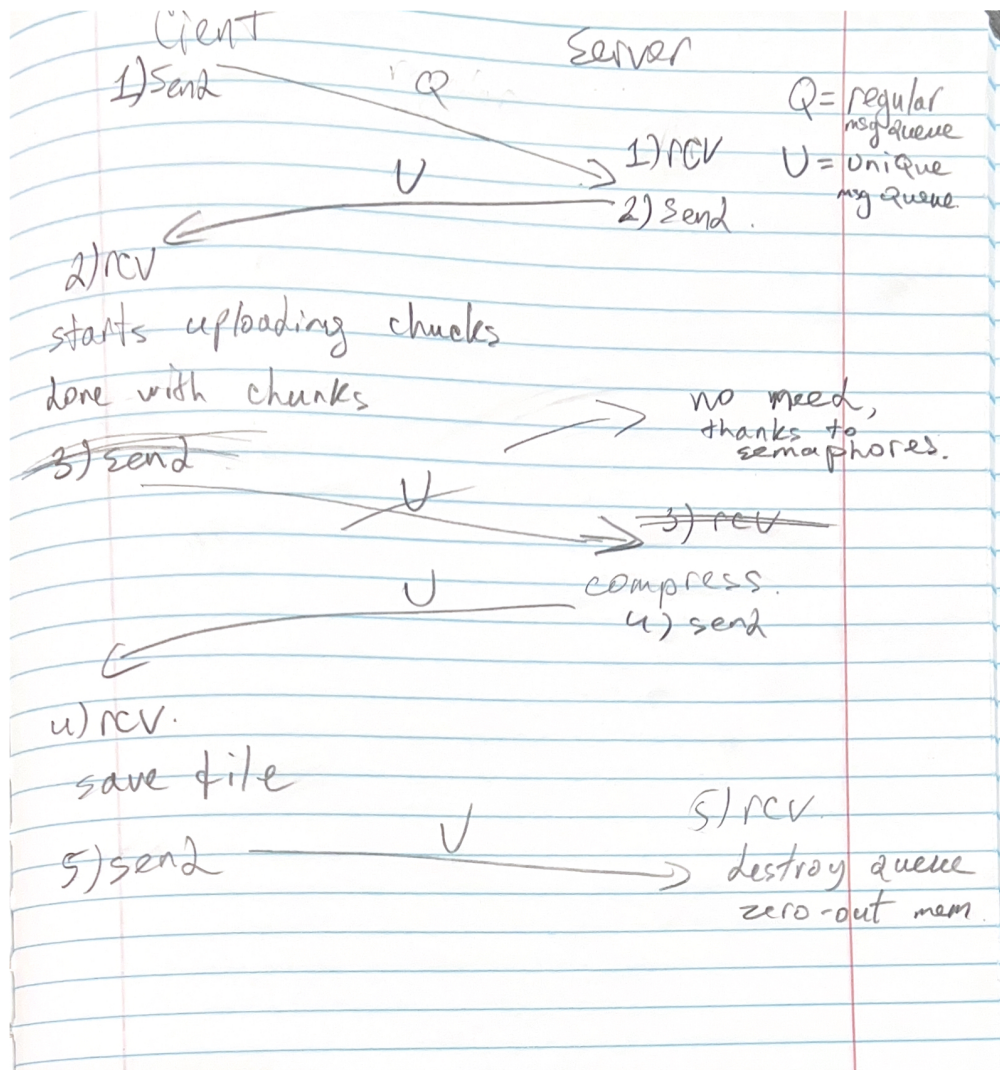 Client
Server
1) Send
Q
Q = regular
msg queue
1) rcv
U = Unique
msg Queue.
U
2) Send.
2) rcv
starts uploading chucks
done with chunks
no need,
thanks to
semaphores.
3) send
U
3) rcv
compress.
U
4) send
4) rcv.
save file
5) rcv.
U
5) send
destroy queue
zero-out mem.